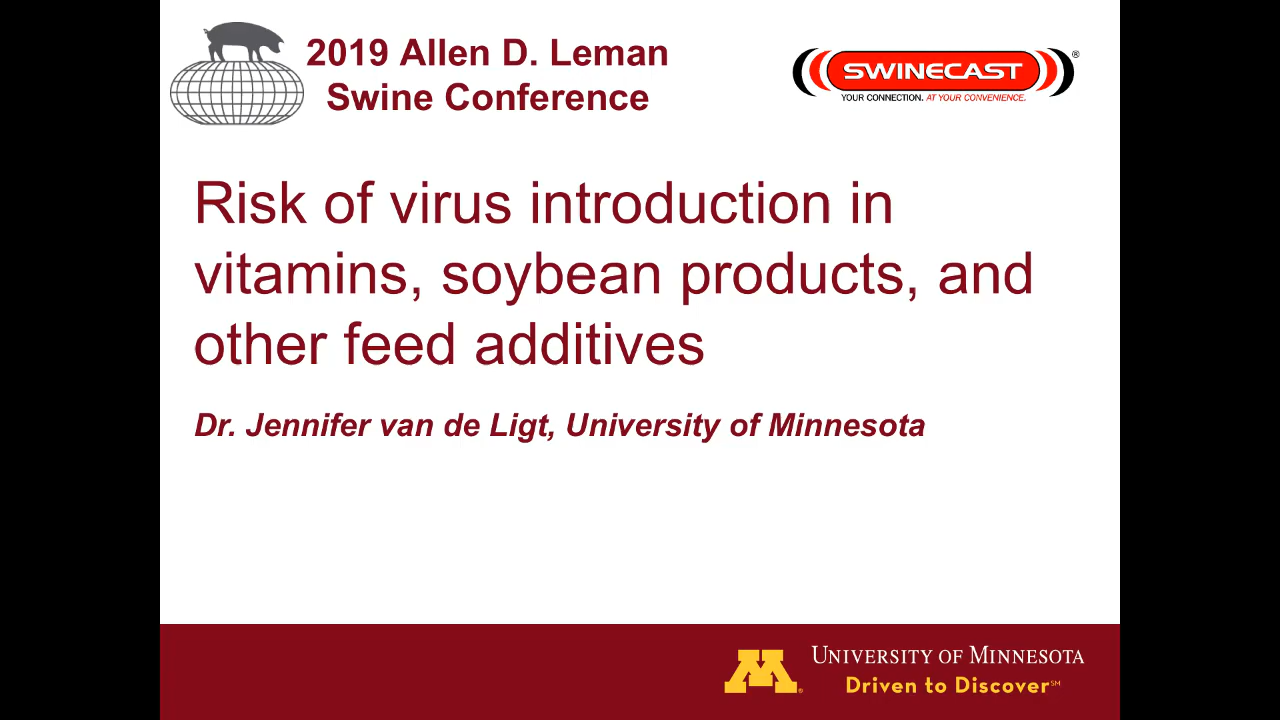 2019 Allen D. Leman
Swine Conference
SWINECAST®
YOUR CONNECTION. AT YOUR CONVENIENCE.
Risk of virus introduction in
vitamins, soybean products, and
other feed additives
Dr. Jennifer van de Ligt, University of Minnesota
M®
UNIVERSITY OF MINNESOTA
Driven to Discover℠